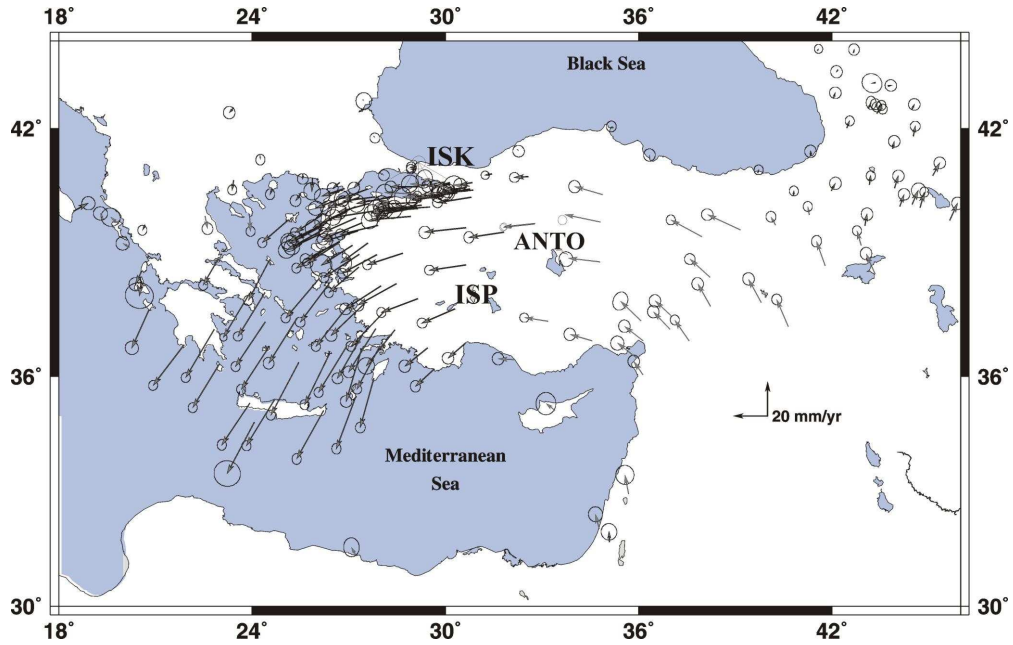 18° 24° 30° 36° 42°
Black Sea
42° 42°
ISK
ANTO
ISP
36° 36°
20 mm/yr
Mediterranean
Sea
30° 30°
18° 24° 30° 36° 42°